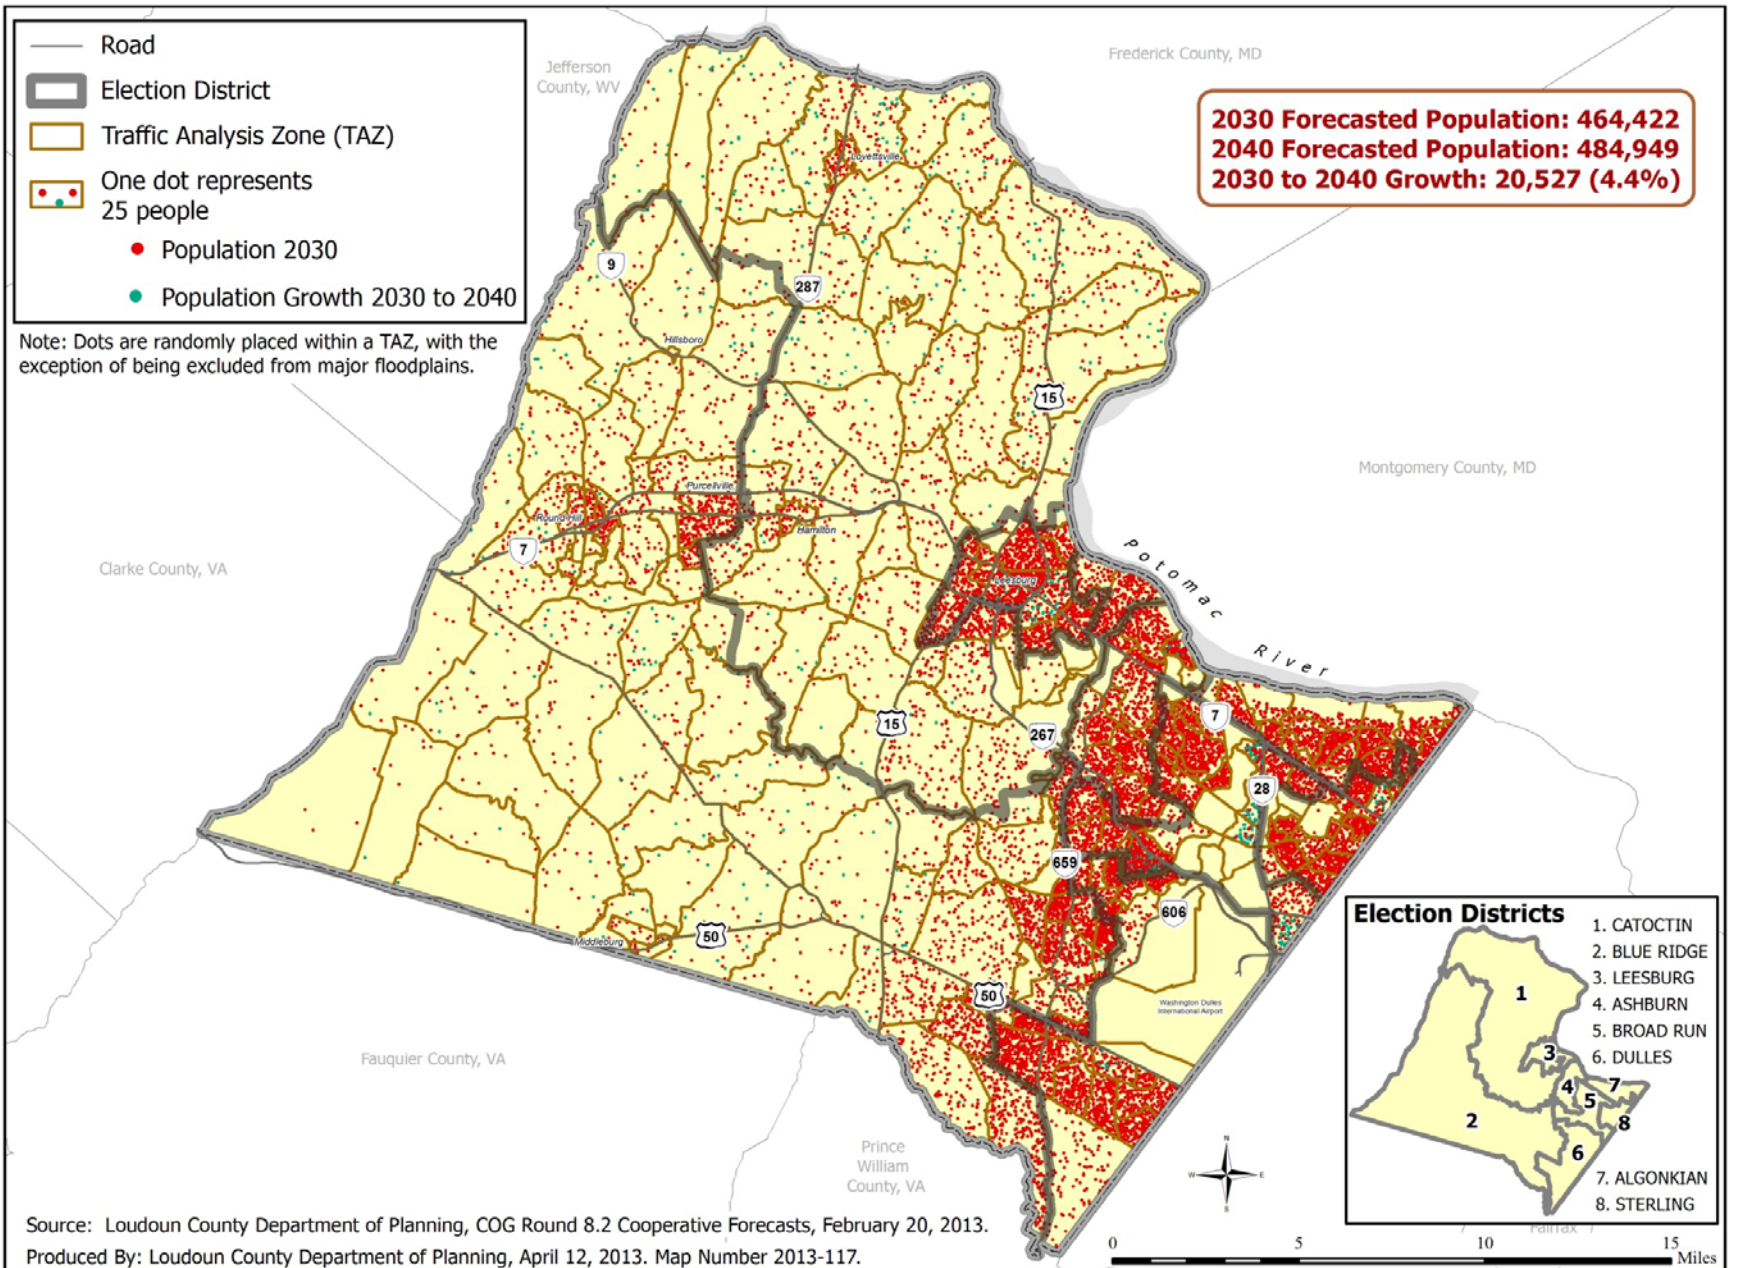 Road
Election District
Traffic Analysis Zone (TAZ)
One dot represents
25 people
Population 2030
Population Growth 2030 to 2040
Note: Dots are randomly placed within a TAZ, with the
exception of being excluded from major floodplains.
Jefferson
County, WV
Frederick County, MD
2030 Forecasted Population: 464,422
2040 Forecasted Population: 484,949
2030 to 2040 Growth: 20,527 (4.4%)
Lovettsville
9
287
Hillsboro
15
Montgomery County, MD
Purcellville
Round Hill
Hamilton
7
Clarke County, VA
Leesburg
Potomac River
15
267
7
28
659
606
Middleburg
50
50
Washington Dulles
International Airport
Fauquier County, VA
Prince
William
County, VA
N
W E
S
Election Districts
1. CATOCTIN
2. BLUE RIDGE
3. LEESBURG
4. ASHBURN
5. BROAD RUN
6. DULLES
1
3
4
7
5
2
8
6
7. ALGONKIAN
8. STERLING
Fairfax
Source: Loudoun County Department of Planning, COG Round 8.2 Cooperative Forecasts, February 20, 2013.
Produced By: Loudoun County Department of Planning, April 12, 2013. Map Number 2013-117.
0 5 10 15
Miles